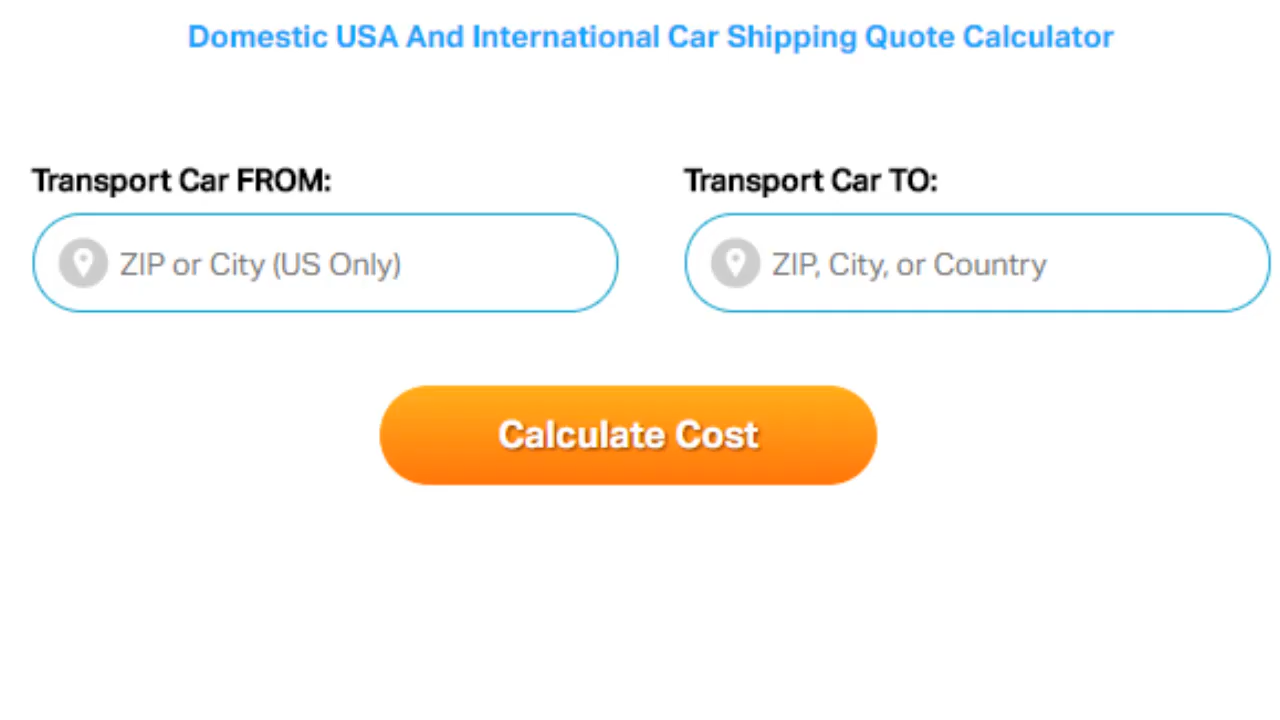 Domestic USA And International Car Shipping Quote Calculator
Transport Car FROM:
Transport Car TO:
ZIP or City (US Only)
ZIP, City, or Country
Calculate Cost